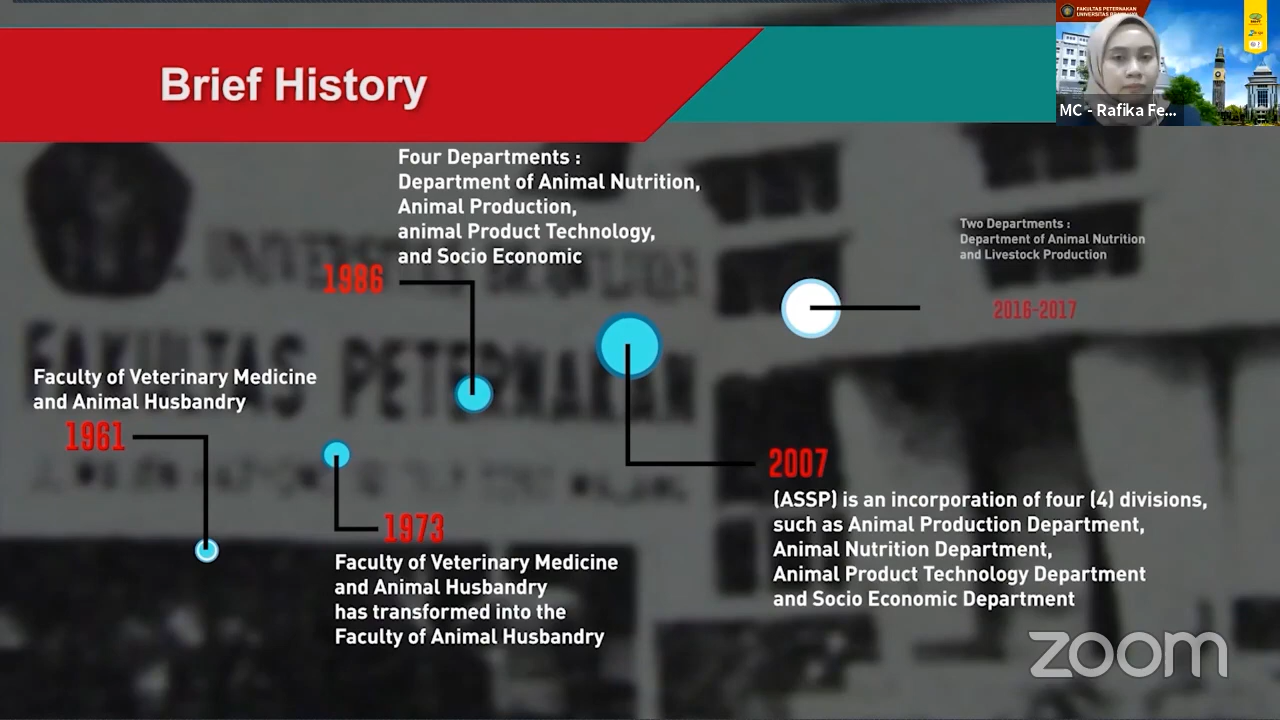 Brief History
FAKULTAS PETERNAKAN
MC - Rafika Fe...
Four Departments :
Department of Animal Nutrition,
Animal Production,
animal Product Technology,
and Socio Economic
1986
Two Departments :
Department of Animal Nutrition
and Livestock Production
2016-2017
Faculty of Veterinary Medicine
and Animal Husbandry
1961
FAKULTAS PETERNAKAN
1973
Faculty of Veterinary Medicine
and Animal Husbandry
has transformed into the
Faculty of Animal Husbandry
2007
(ASSP) is an incorporation of four (4) divisions,
such as Animal Production Department,
Animal Nutrition Department,
Animal Product Technology Department
and Socio Economic Department
zoom